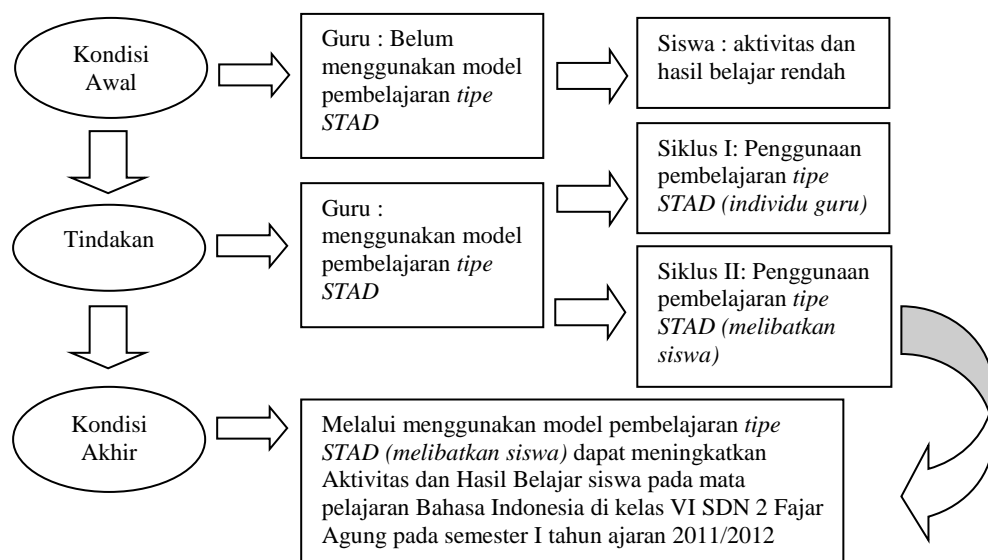 Kondisi
Awal
Guru : Belum
menggunakan model
pembelajaran tipe
STAD
Siswa : aktivitas dan
hasil belajar rendah
Tindakan
Guru :
menggunakan model
pembelajaran tipe
STAD
Siklus I: Penggunaan
pembelajaran tipe
STAD (individu guru)
Siklus II: Penggunaan
pembelajaran tipe
STAD (melibatkan
siswa)
Kondisi
Akhir
Melalui menggunakan model pembelajaran tipe
STAD (melibatkan siswa) dapat meningkatkan
Aktivitas dan Hasil Belajar siswa pada mata
pelajaran Bahasa Indonesia di kelas VI SDN 2 Fajar
Agung pada semester I tahun ajaran 2011/2012